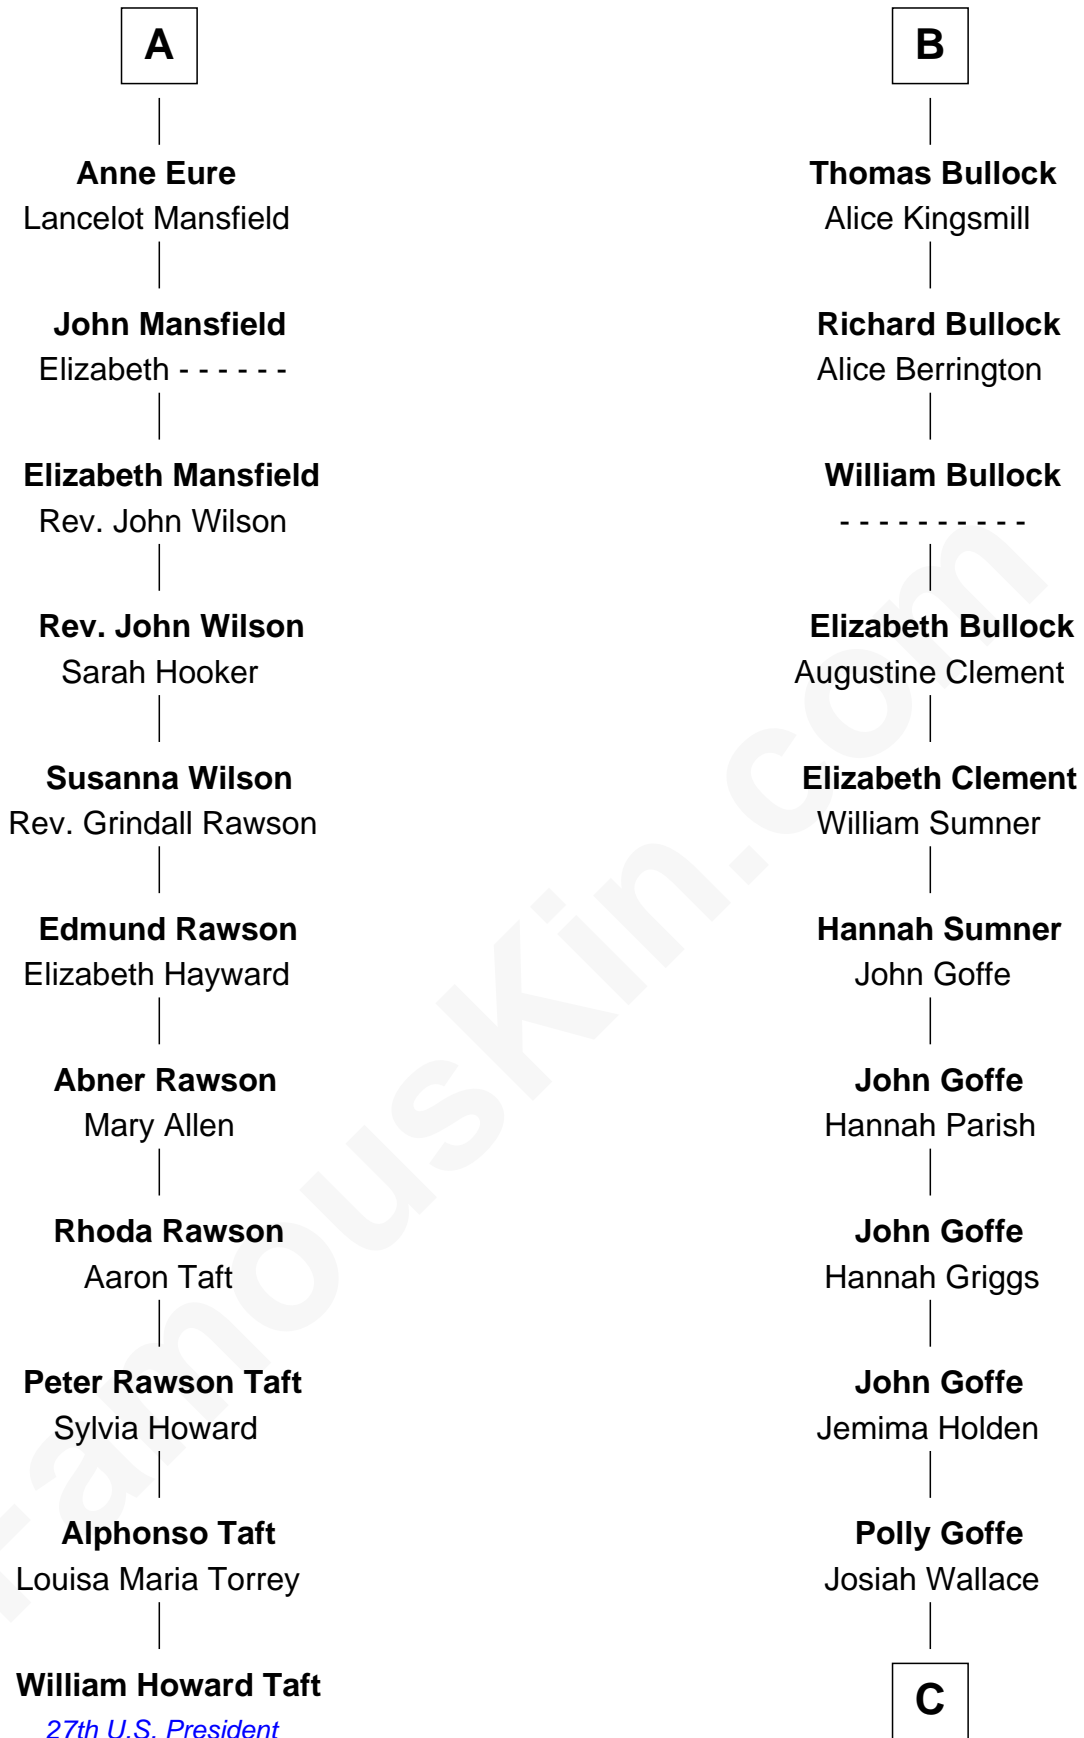 A
Anne Eure
Lancelot Mansfield
John Mansfield
Elizabeth - - - - - -
Elizabeth Mansfield
Rev. John Wilson
Rev. John Wilson
Sarah Hooker
Susanna Wilson
Rev. Grindall Rawson
Edmund Rawson
Elizabeth Hayward
Abner Rawson
Mary Allen
Rhoda Rawson
Aaron Taft
Peter Rawson Taft
Sylvia Howard
Alphonso Taft
Louisa Maria Torrey
William Howard Taft
27th U.S. President
B
Thomas Bullock
Alice Kingsmill
Richard Bullock
Alice Berrington
William Bullock
- - - - - - - - - -
Elizabeth Bullock
Augustine Clement
Elizabeth Clement
William Sumner
Hannah Sumner
John Goffe
John Goffe
Hannah Parish
John Goffe
Hannah Griggs
John Goffe
Jemima Holden
Polly Goffe
Josiah Wallace
C
FamousKin.com